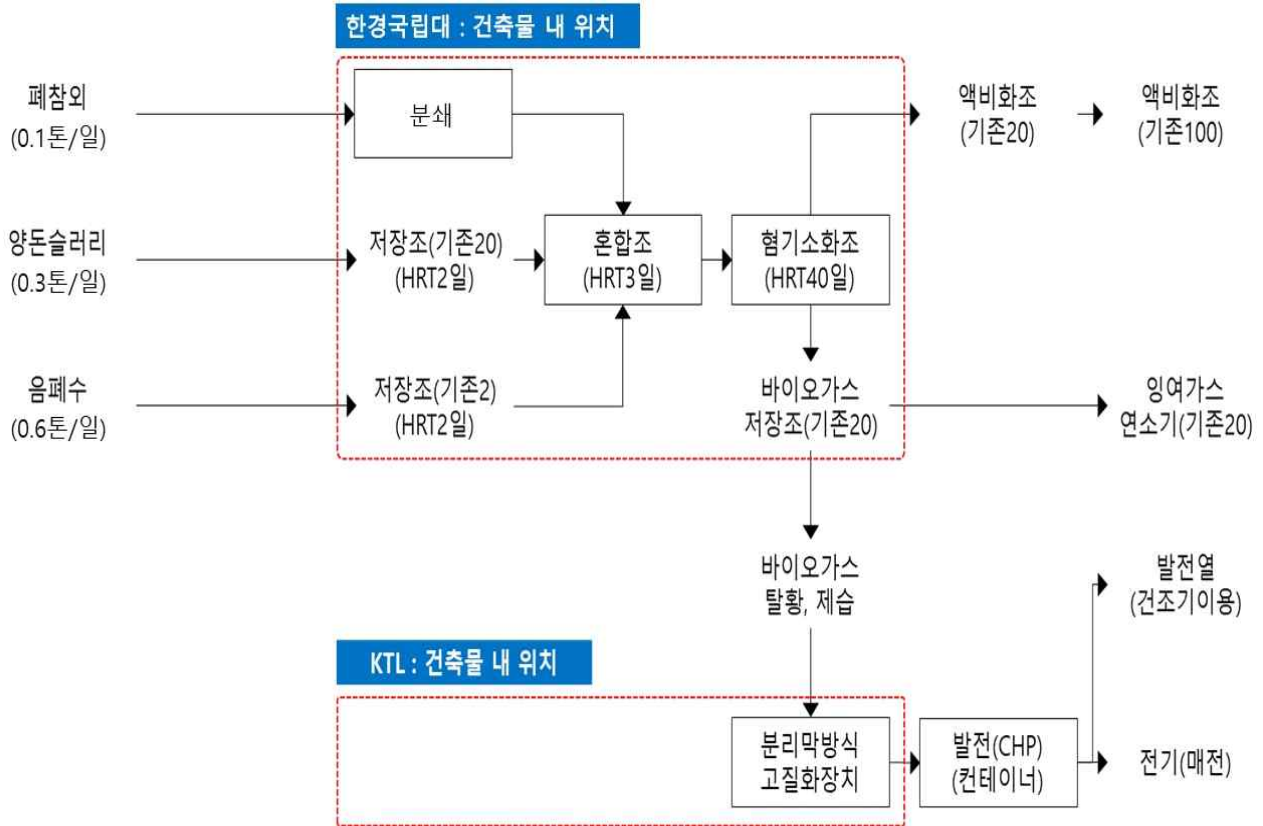 한경국립대 : 건축물 내 위치
폐참외
(0.1톤/일)
분쇄
액비화조
(기존20)
액비화조
(기존100)
양돈슬러리
(0.3톤/일)
저장조(기존20)
(HRT2일)
혼합조
(HRT3일)
혐기소화조
(HRT40일)
음폐수
(0.6톤/일)
저장조(기존2)
(HRT2일)
바이오가스
저장조(기존20)
잉여가스
연소기(기존20)
바이오가스
탈황, 제습
발전열
(건조기이용)
KTL : 건축물 내 위치
분리막방식
고질화장치
발전(CHP)
(컨테이너)
전기(매전)